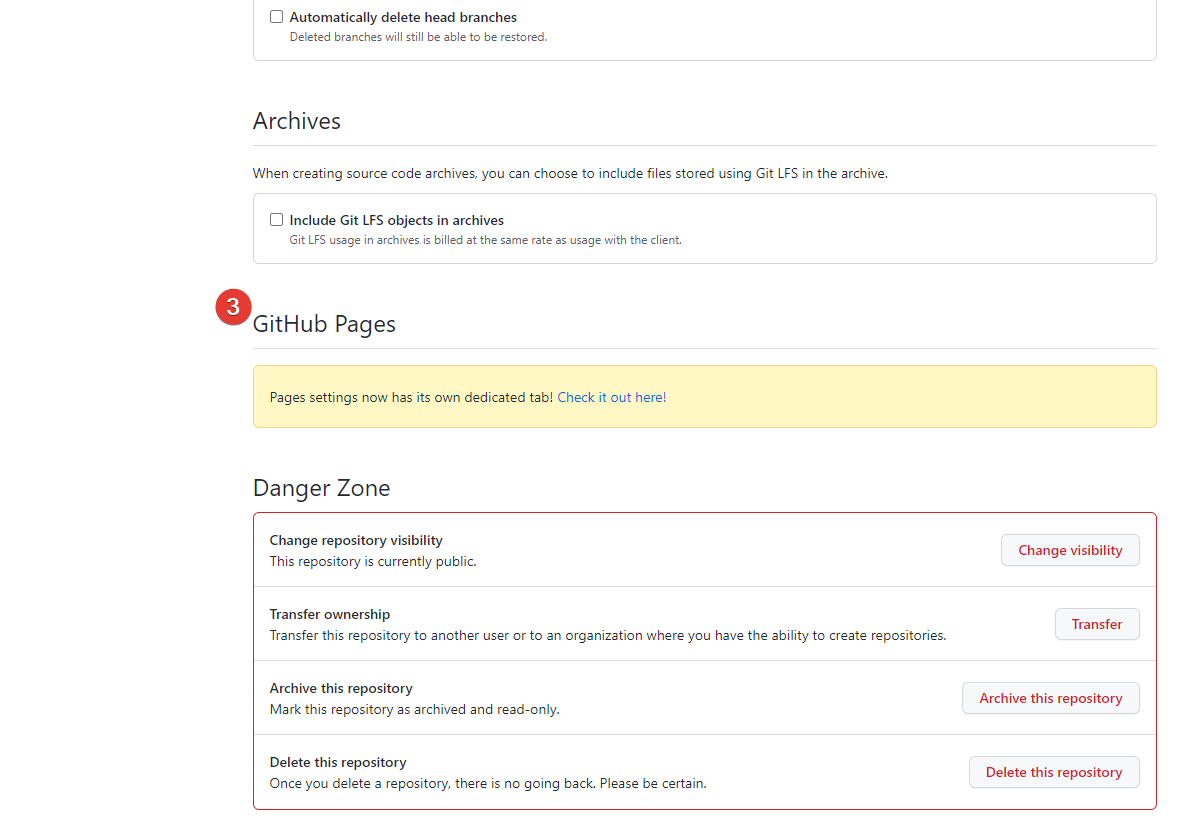 Automatically delete head branches
Deleted branches will still be able to be restored.
Archives
When creating source code archives, you can choose to include files stored using Git LFS in the archive.
Include Git LFS objects in archives
Git LFS usage in archives is billed at the same rate as usage with the client.
3
GitHub Pages
Pages settings now has its own dedicated tab! Check it out here!
Danger Zone
Change repository visibility
This repository is currently public.
Change visibility
Transfer ownership
Transfer this repository to another user or to an organization where you have the ability to create repositories.
Transfer
Archive this repository
Mark this repository as archived and read-only.
Archive this repository
Delete this repository
Once you delete a repository, there is no going back. Please be certain.
Delete this repository